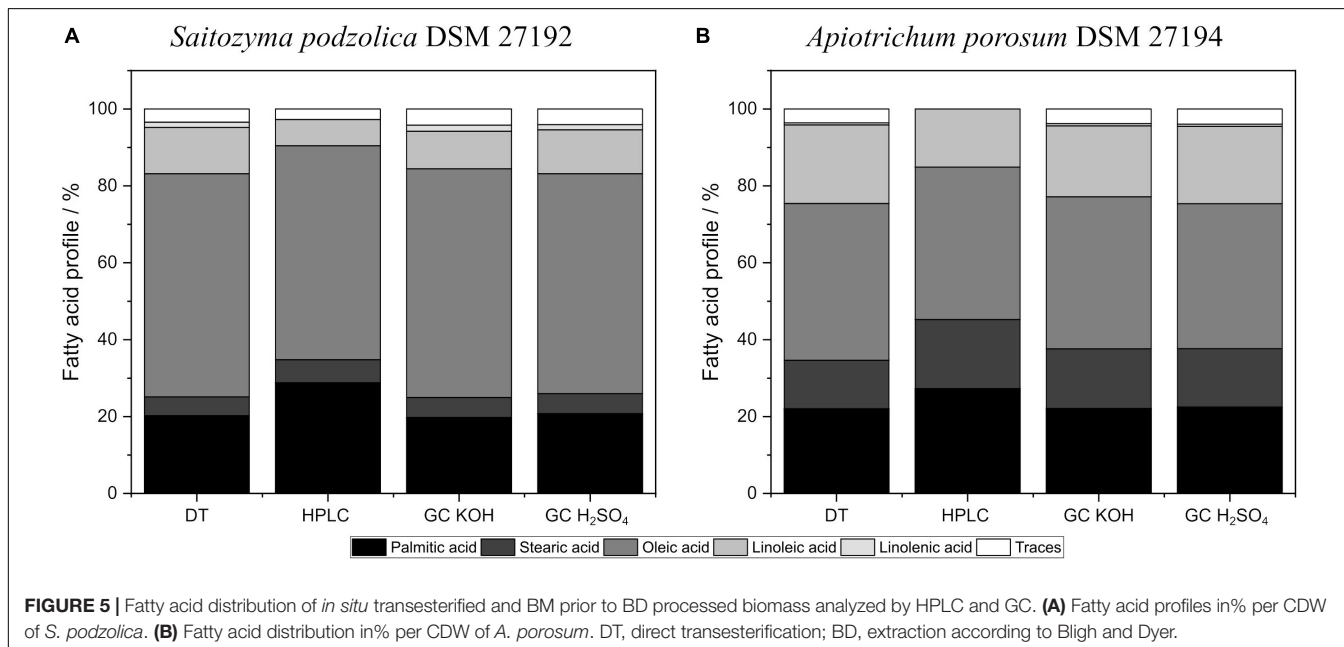 A Saitozyma podzolica DSM 27192
B Apiotrichum porosum DSM 27194
Fatty acid profile / %
100
80
60
40
20
0
DT HPLC GC KOH GC H₂SO₄
Fatty acid profile / %
100
80
60
40
20
0
DT HPLC GC KOH GC H₂SO₄
Palmitic acid Stearic acid Oleic acid Linoleic acid Linolenic acid Traces
FIGURE 5 | Fatty acid distribution of in situ transesterified and BM prior to BD processed biomass analyzed by HPLC and GC. (A) Fatty acid profiles in% per CDW
of S. podzolica. (B) Fatty acid distribution in% per CDW of A. porosum. DT, direct transesterification; BD, extraction according to Bligh and Dyer.